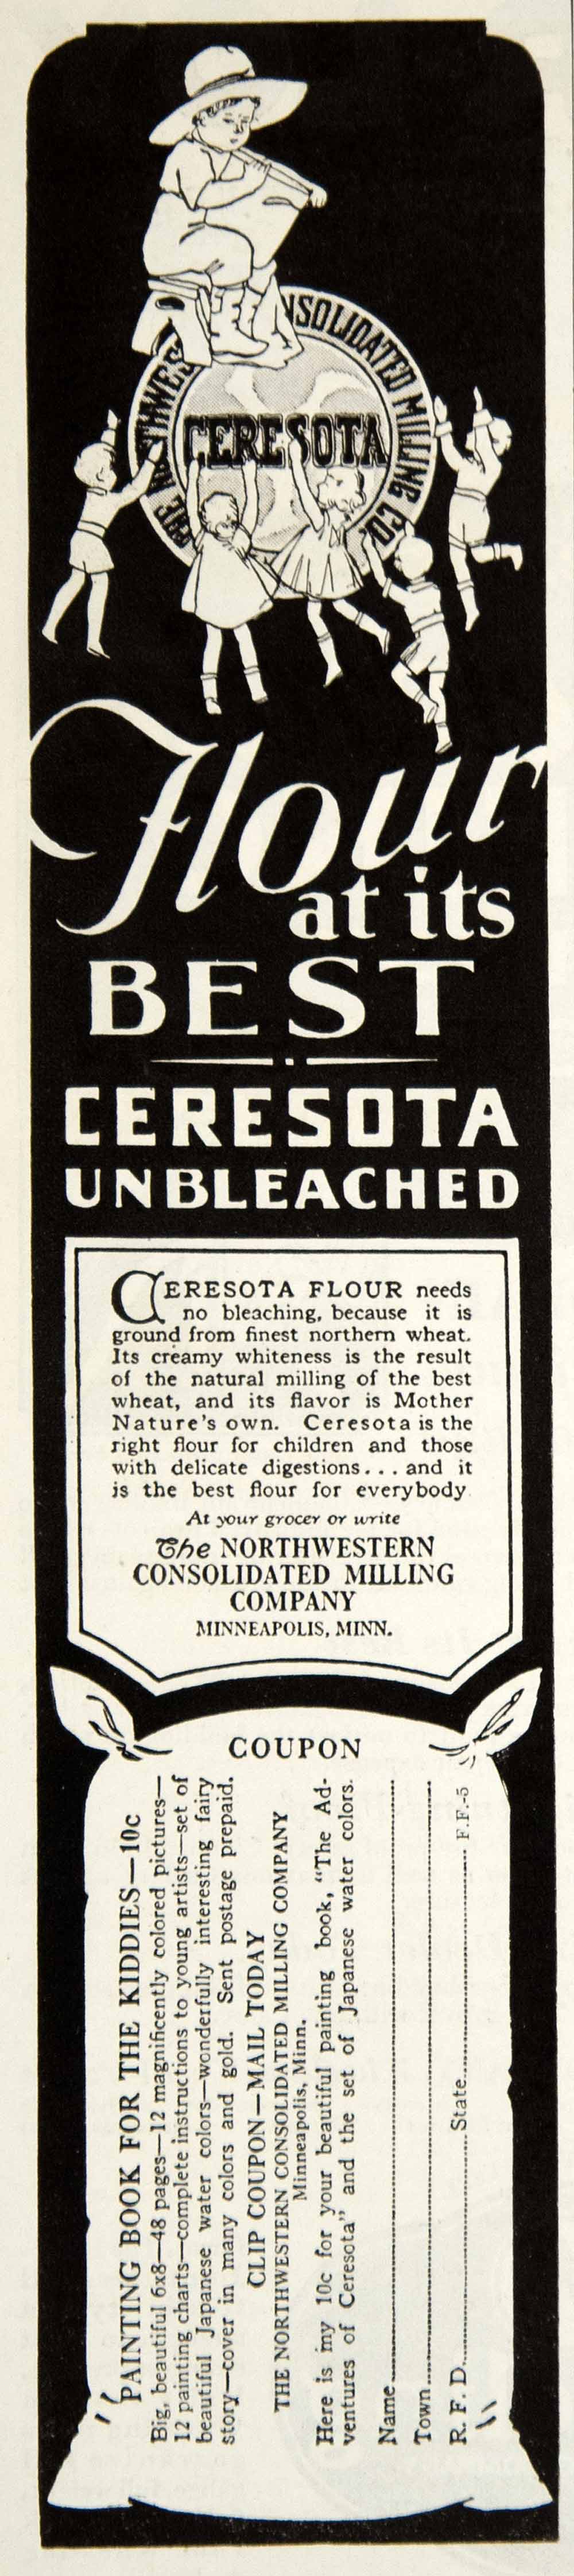 THE NORTHWES NSOLIDATED MILLING CO.
CERESOTA
Flour
at its
BEST
CERESOTA
UNBLEACHED
CERESOTA FLOUR needs
no bleaching, because it is
ground from finest northern wheat.
Its creamy whiteness is the result
of the natural milling of the best
wheat, and its flavor is Mother
Nature's own. Ceresota is the
right flour for children and those
with delicate digestions... and it
is the best flour for everybody
At your grocer or write
The NORTHWESTERN
CONSOLIDATED MILLING
COMPANY
MINNEAPOLIS, MINN.
COUPON
PAINTING BOOK FOR THE KIDDIES—10c
Big, beautiful 6x8—48 pages—12 magnificently colored pictures—
12 painting charts—complete instructions to young artists—set of
beautiful Japanese water colors—wonderfully interesting fairy
story—cover in many colors and gold. Sent postage prepaid.
CLIP COUPON—MAIL TODAY
THE NORTHWESTERN CONSOLIDATED MILLING COMPANY
Minneapolis, Minn.
Here is my 10c for your beautiful painting book, "The Ad-
ventures of Ceresota" and the set of Japanese water colors.
Name
Town
R. F. D. State F.F.-5